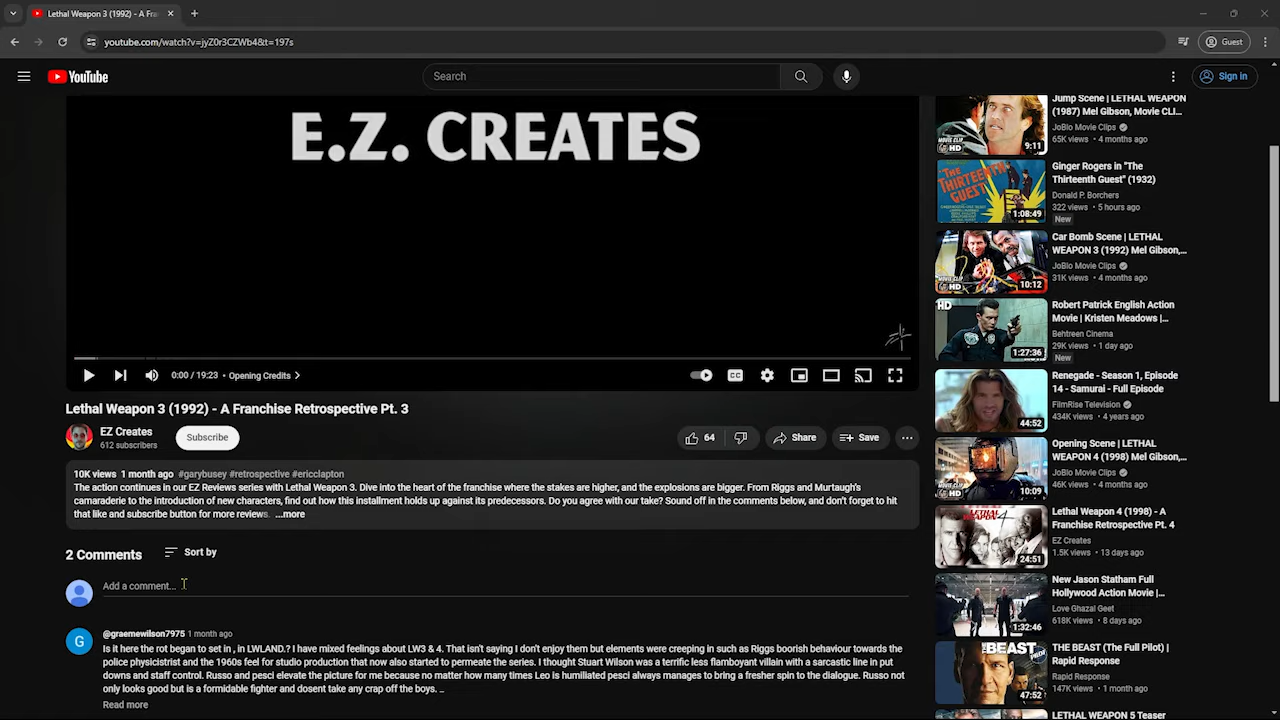 Lethal Weapon 3 (1992) - A Fra
youtube.com/watch?v=jyZ0r3CZWb4&t=197s
Guest
YouTube
Search
Sign in
E.Z. CREATES
0:00 / 19:23 • Opening Credits >
CC
Lethal Weapon 3 (1992) - A Franchise Retrospective Pt. 3
EZ Creates
612 subscribers
Subscribe
64
Share
Save
10K views 1 month ago #garybusey #retrospective #ericclapton
The action continues in our EZ Reviews series with Lethal Weapon 3. Dive into the heart of the franchise where the stakes are higher, and the explosions are bigger. From Riggs and Murtaugh's
camaraderie to the introduction of new characters, find out how this installment holds up against its predecessors. Do you agree with our take? Sound off in the comments below, and don't forget to hit
that like and subscribe button for more reviews. ...more
2 Comments
Sort by
Add a comment...
G
@graemewilson7975 1 month ago
Is it here the rot began to set in , in LWLAND.? I have mixed feelings about LW3 & 4. That isn't saying I don't enjoy them but elements were creeping in such as Riggs boorish behaviour towards the
police physicistrist and the 1960s feel for studio production that now also started to permeate the series. I thought Stuart Wilson was a terrific less flamboyant villain with a sarcastic line in put
downs and staff control. Russo and pesci elevate the picture for me because no matter how many times Leo is humiliated pesci always manages to bring a fresher spin to the dialogue. Russo not
only looks good but is a formidable fighter and dosent take any crap off the boys. _
Read more
Jump Scene | LETHAL WEAPON
(1987) Mel Gibson, Movie CLI...
JoBlo Movie Clips
65K views • 4 months ago
MOVIE CLIP HD
9:11
Ginger Rogers in "The
Thirteenth Guest" (1932)
Donald P. Borchers
322 views • 5 hours ago
New
THE THIRTEENTH GUEST
1:08:49
Car Bomb Scene | LETHAL
WEAPON 3 (1992) Mel Gibson,...
JoBlo Movie Clips
31K views • 4 months ago
MOVIE CLIP HD
10:12
Robert Patrick English Action
Movie | Kristen Meadows |...
Behtreen Cinema
29K views • 1 day ago
New
HD
1:27:36
Renegade - Season 1, Episode
14 - Samurai - Full Episode
FilmRise Television
434K views • 4 years ago
44:52
Opening Scene | LETHAL
WEAPON 4 (1998) Mel Gibson,...
JoBlo Movie Clips
46K views • 4 months ago
MOVIE CLIP HD
10:09
Lethal Weapon 4 (1998) - A
Franchise Retrospective Pt. 4
EZ Creates
1.5K views • 13 days ago
LETHAL WEAPON 4
24:51
New Jason Statham Full
Hollywood Action Movie |...
Love Ghazal Geet
618K views • 8 days ago
1:32:46
THE BEAST (The Full Pilot) |
Rapid Response
Rapid Response
147K views • 1 month ago
BEAST
47:52
LETHAL WEAPON 5 Teaser